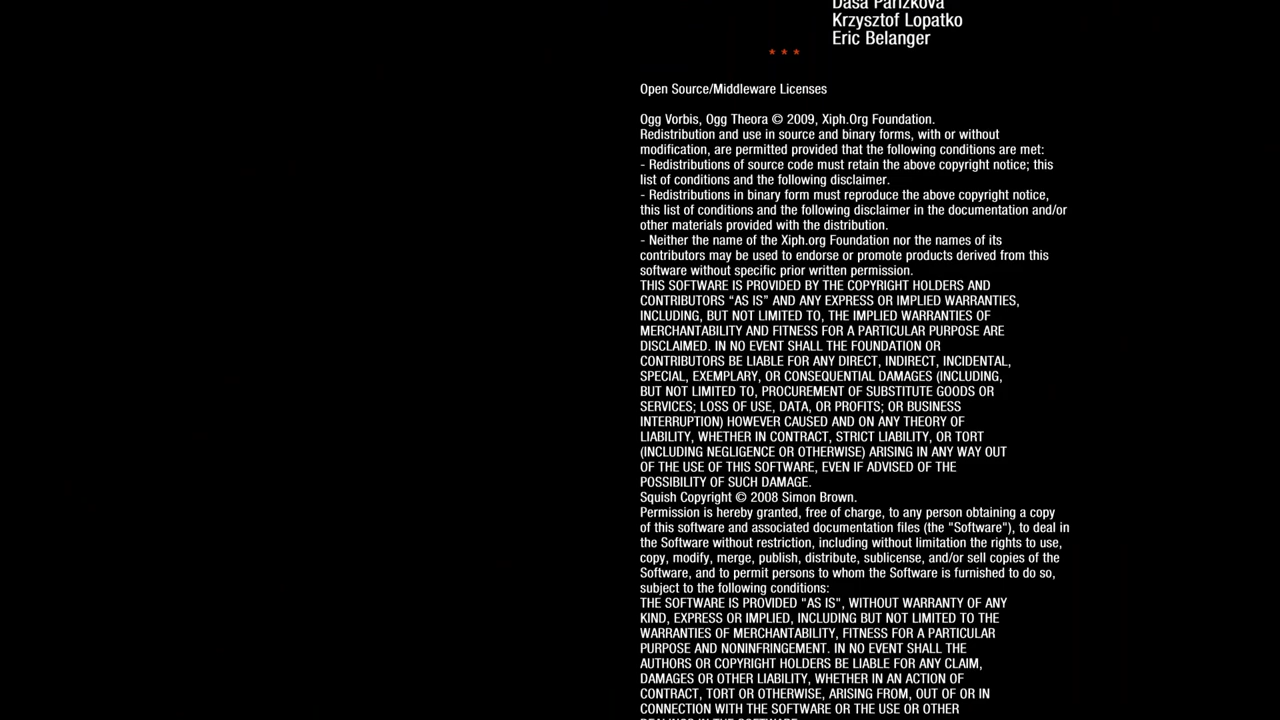 Dasa Parizkova
Krzysztof Lopatko
Eric Belanger
* * *
Open Source/Middleware Licenses
Ogg Vorbis, Ogg Theora © 2009, Xiph.Org Foundation.
Redistribution and use in source and binary forms, with or without
modification, are permitted provided that the following conditions are met:
- Redistributions of source code must retain the above copyright notice; this
list of conditions and the following disclaimer.
- Redistributions in binary form must reproduce the above copyright notice,
this list of conditions and the following disclaimer in the documentation and/or
other materials provided with the distribution.
- Neither the name of the Xiph.org Foundation nor the names of its
contributors may be used to endorse or promote products derived from this
software without specific prior written permission.
THIS SOFTWARE IS PROVIDED BY THE COPYRIGHT HOLDERS AND
CONTRIBUTORS “AS IS” AND ANY EXPRESS OR IMPLIED WARRANTIES,
INCLUDING, BUT NOT LIMITED TO, THE IMPLIED WARRANTIES OF
MERCHANTABILITY AND FITNESS FOR A PARTICULAR PURPOSE ARE
DISCLAIMED. IN NO EVENT SHALL THE FOUNDATION OR
CONTRIBUTORS BE LIABLE FOR ANY DIRECT, INDIRECT, INCIDENTAL,
SPECIAL, EXEMPLARY, OR CONSEQUENTIAL DAMAGES (INCLUDING,
BUT NOT LIMITED TO, PROCUREMENT OF SUBSTITUTE GOODS OR
SERVICES; LOSS OF USE, DATA, OR PROFITS; OR BUSINESS
INTERRUPTION) HOWEVER CAUSED AND ON ANY THEORY OF
LIABILITY, WHETHER IN CONTRACT, STRICT LIABILITY, OR TORT
(INCLUDING NEGLIGENCE OR OTHERWISE) ARISING IN ANY WAY OUT
OF THE USE OF THIS SOFTWARE, EVEN IF ADVISED OF THE
POSSIBILITY OF SUCH DAMAGE.
Squish Copyright © 2008 Simon Brown.
Permission is hereby granted, free of charge, to any person obtaining a copy
of this software and associated documentation files (the "Software"), to deal in
the Software without restriction, including without limitation the rights to use,
copy, modify, merge, publish, distribute, sublicense, and/or sell copies of the
Software, and to permit persons to whom the Software is furnished to do so,
subject to the following conditions:
THE SOFTWARE IS PROVIDED "AS IS", WITHOUT WARRANTY OF ANY
KIND, EXPRESS OR IMPLIED, INCLUDING BUT NOT LIMITED TO THE
WARRANTIES OF MERCHANTABILITY, FITNESS FOR A PARTICULAR
PURPOSE AND NONINFRINGEMENT. IN NO EVENT SHALL THE
AUTHORS OR COPYRIGHT HOLDERS BE LIABLE FOR ANY CLAIM,
DAMAGES OR OTHER LIABILITY, WHETHER IN AN ACTION OF
CONTRACT, TORT OR OTHERWISE, ARISING FROM, OUT OF OR IN
CONNECTION WITH THE SOFTWARE OR THE USE OR OTHER